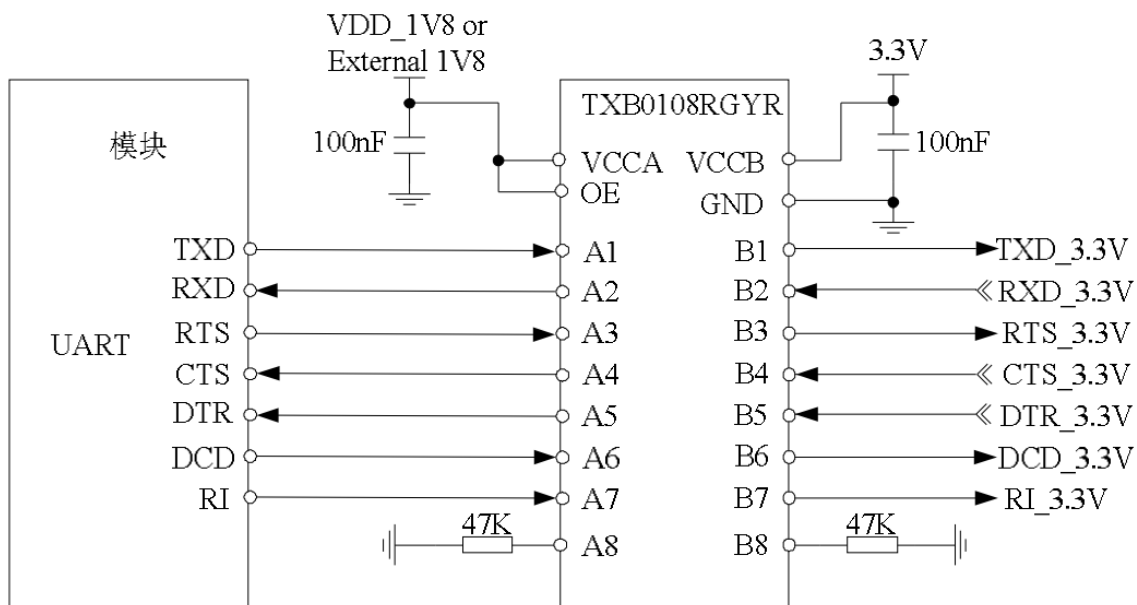 VDD_1V8 or
External 1V8
3.3V
TXB0108RGYR
模块
100nF
100nF
VCCA
VCCB
OE
GND
TXD
A1
B1
TXD_3.3V
RXD
A2
B2
RXD_3.3V
RTS
A3
B3
RTS_3.3V
UART
CTS
A4
B4
CTS_3.3V
DTR
A5
B5
DTR_3.3V
DCD
A6
B6
DCD_3.3V
RI
A7
B7
RI_3.3V
47K
47K
A8
B8